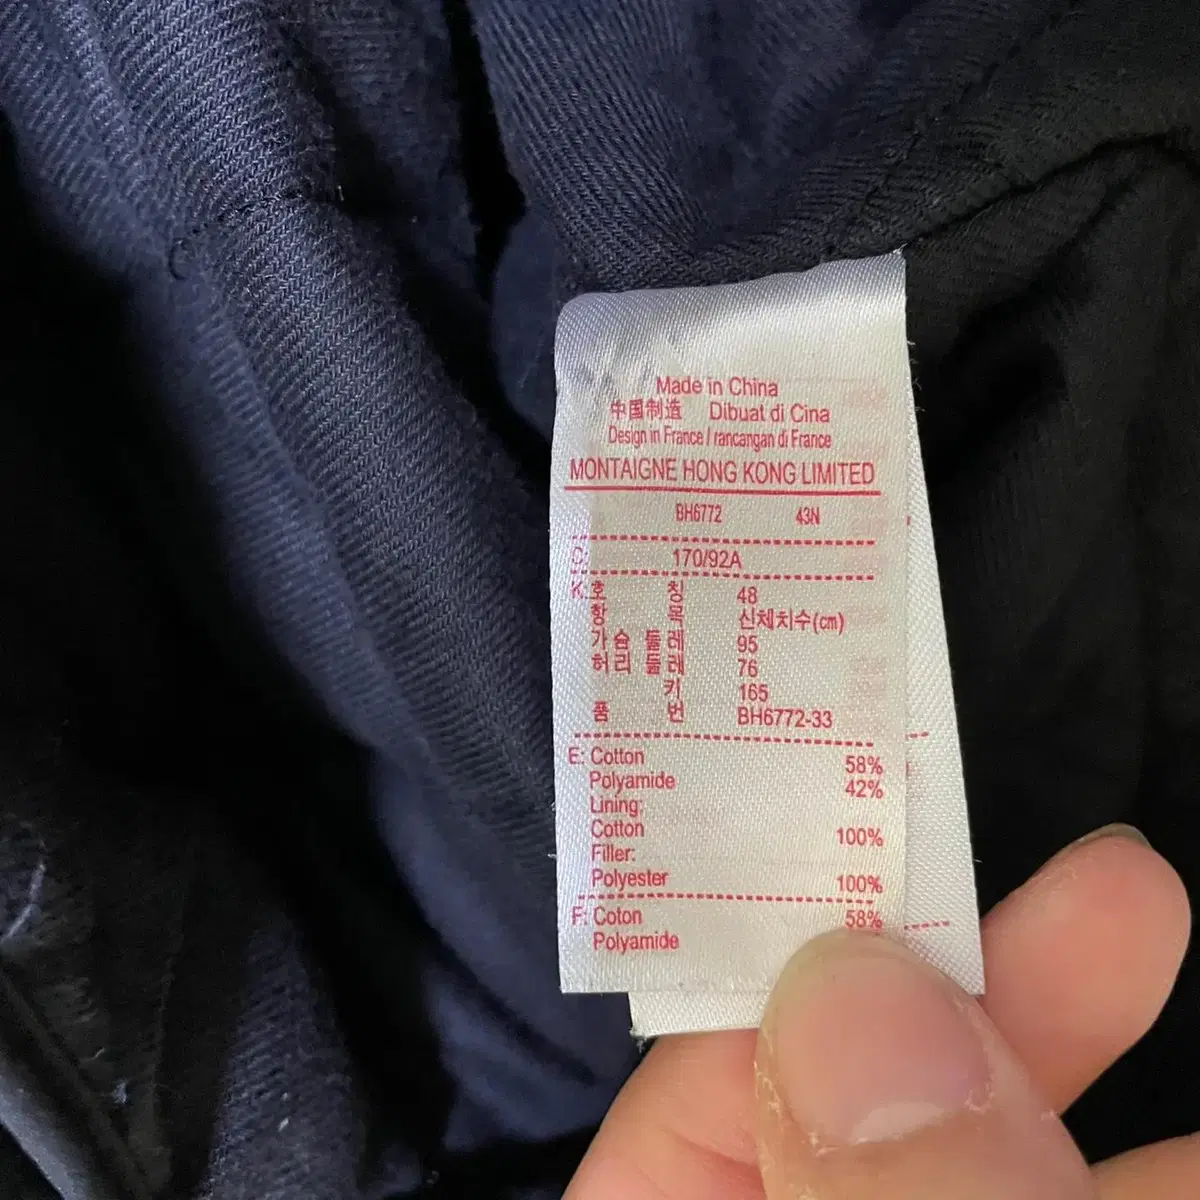 Made in China
中国制造 Dibuat di Cina
Design in France / rancangan di France
MONTAIGNE HONG KONG LIMITED
BH6772 43N
170/92A
호 칭 48
항 목 신체치수(cm)
가슴 둘레 95
허리 둘레 76
키 165
품 번 BH6772-33
E: Cotton 58%
Polyamide 42%
Lining:
Cotton 100%
Filler:
Polyester 100%
F: Coton 58%
Polyamide